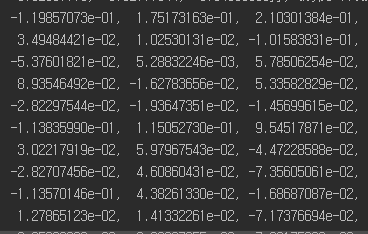 -1.19857073e-01, 1.75173163e-01, 2.10301384e-01,
3.49484421e-02, 1.02530131e-02, -1.01583831e-01,
-5.37601821e-02, 5.28832246e-03, 5.78506254e-02,
8.93546492e-02, -1.62783656e-02, 5.33582829e-02,
-2.82297544e-02, -1.93647351e-02, -1.45699615e-02,
-1.13835990e-01, 1.15052730e-01, 9.54517871e-02,
3.02217919e-02, 5.97967543e-02, -4.47228588e-02,
-2.82707456e-02, 4.60860431e-02, -7.35605061e-02,
-1.13570146e-01, 4.38261330e-02, -1.68687087e-02,
1.27865123e-02, 1.41332261e-02, -7.17376694e-02,